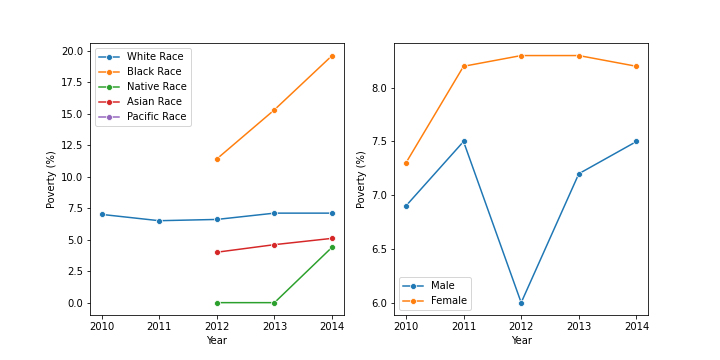 20.0
17.5
15.0
12.5
10.0
7.5
5.0
2.5
0.0
Poverty (%)
White Race
Black Race
Native Race
Asian Race
Pacific Race
2010 2011 2012 2013 2014
Year
8.0
7.5
7.0
6.5
6.0
Poverty (%)
Male
Female
2010 2011 2012 2013 2014
Year